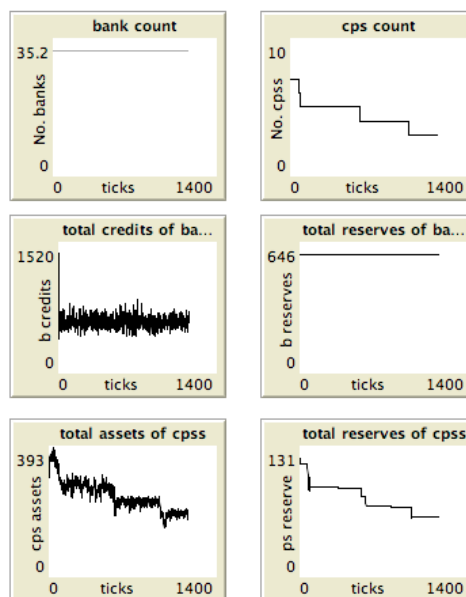 bank count
35.2
No. banks
0
0 ticks 1400
cps count
10
No. cpss
0
0 ticks 1400
total credits of ba...
1520
b credits
0
0 ticks 1400
total reserves of ba...
646
b reserves
0
0 ticks 1400
total assets of cpss
393
cps assets
0
0 ticks 1400
total reserves of cpss
131
ps reserve
0
0 ticks 1400